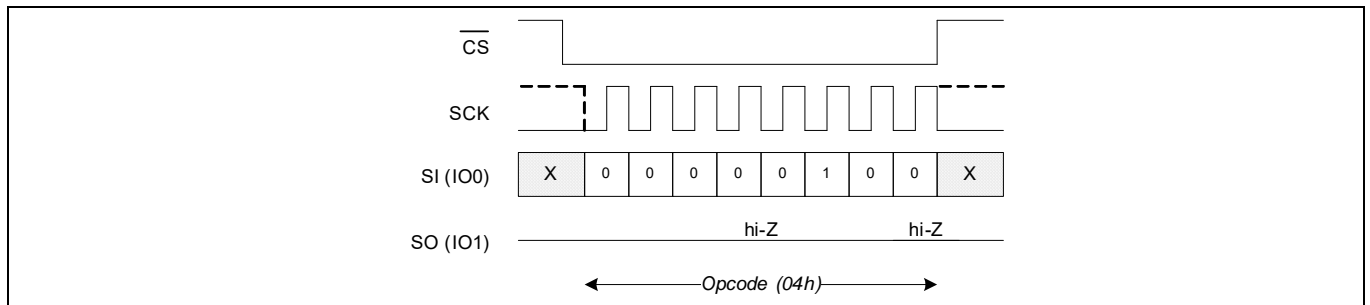 CS
SCK
SI (IO0) X 0 0 0 0 0 1 0 0 X
SO (IO1) hi-Z hi-Z
Opcode (04h)